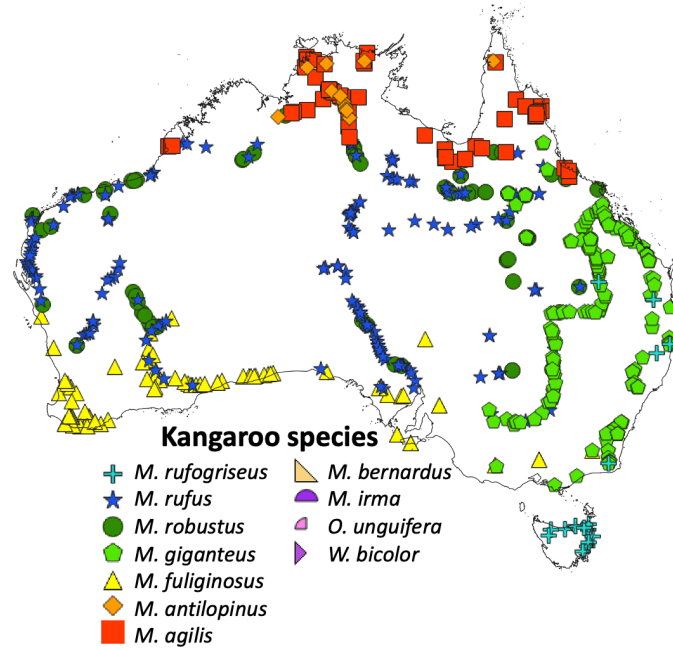 Kangaroo species
M. rufogriseus
M. rufus
M. robustus
M. giganteus
M. fuliginosus
M. antilopinus
M. agilis
M. bernardus
M. irma
O. unguifera
W. bicolor